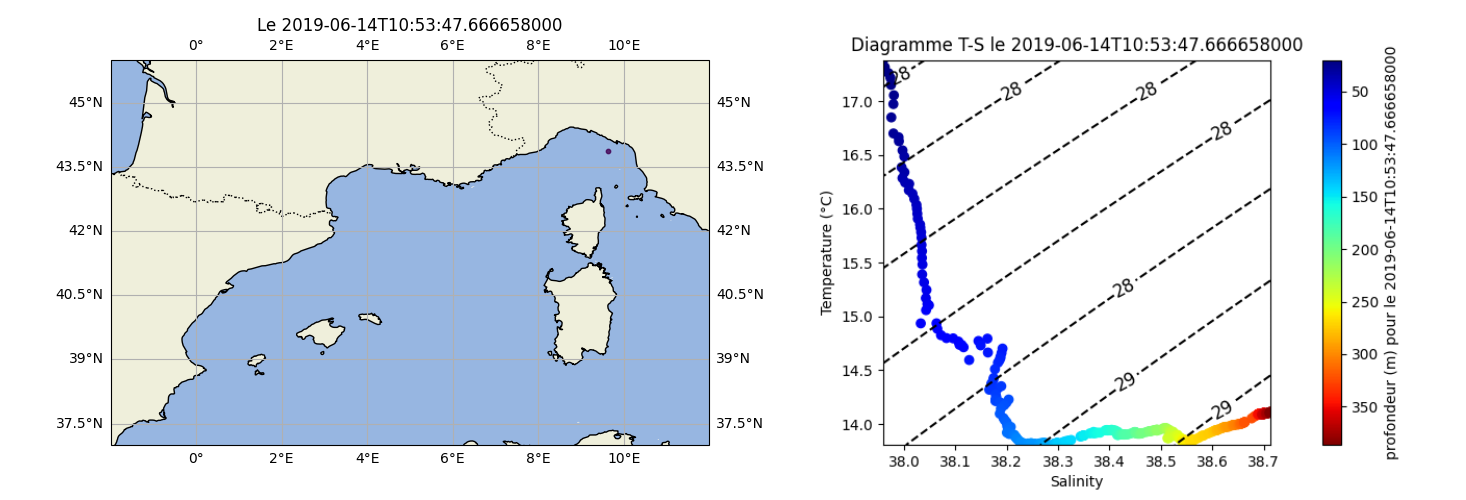 Le 2019-06-14T10:53:47.666658000
0° 2°E 4°E 6°E 8°E 10°E
45°N 45°N
43.5°N 43.5°N
42°N 42°N
40.5°N 40.5°N
39°N 39°N
37.5°N 37.5°N
0° 2°E 4°E 6°E 8°E 10°E
Diagramme T-S le 2019-06-14T10:53:47.666658000
Temperature (°C)
17.0
16.5
16.0
15.5
15.0
14.5
14.0
28
28
28
28
28
29
29
38.0 38.1 38.2 38.3 38.4 38.5 38.6 38.7
Salinity
50
100
150
200
250
300
350
profondeur (m) pour le 2019-06-14T10:53:47.666658000